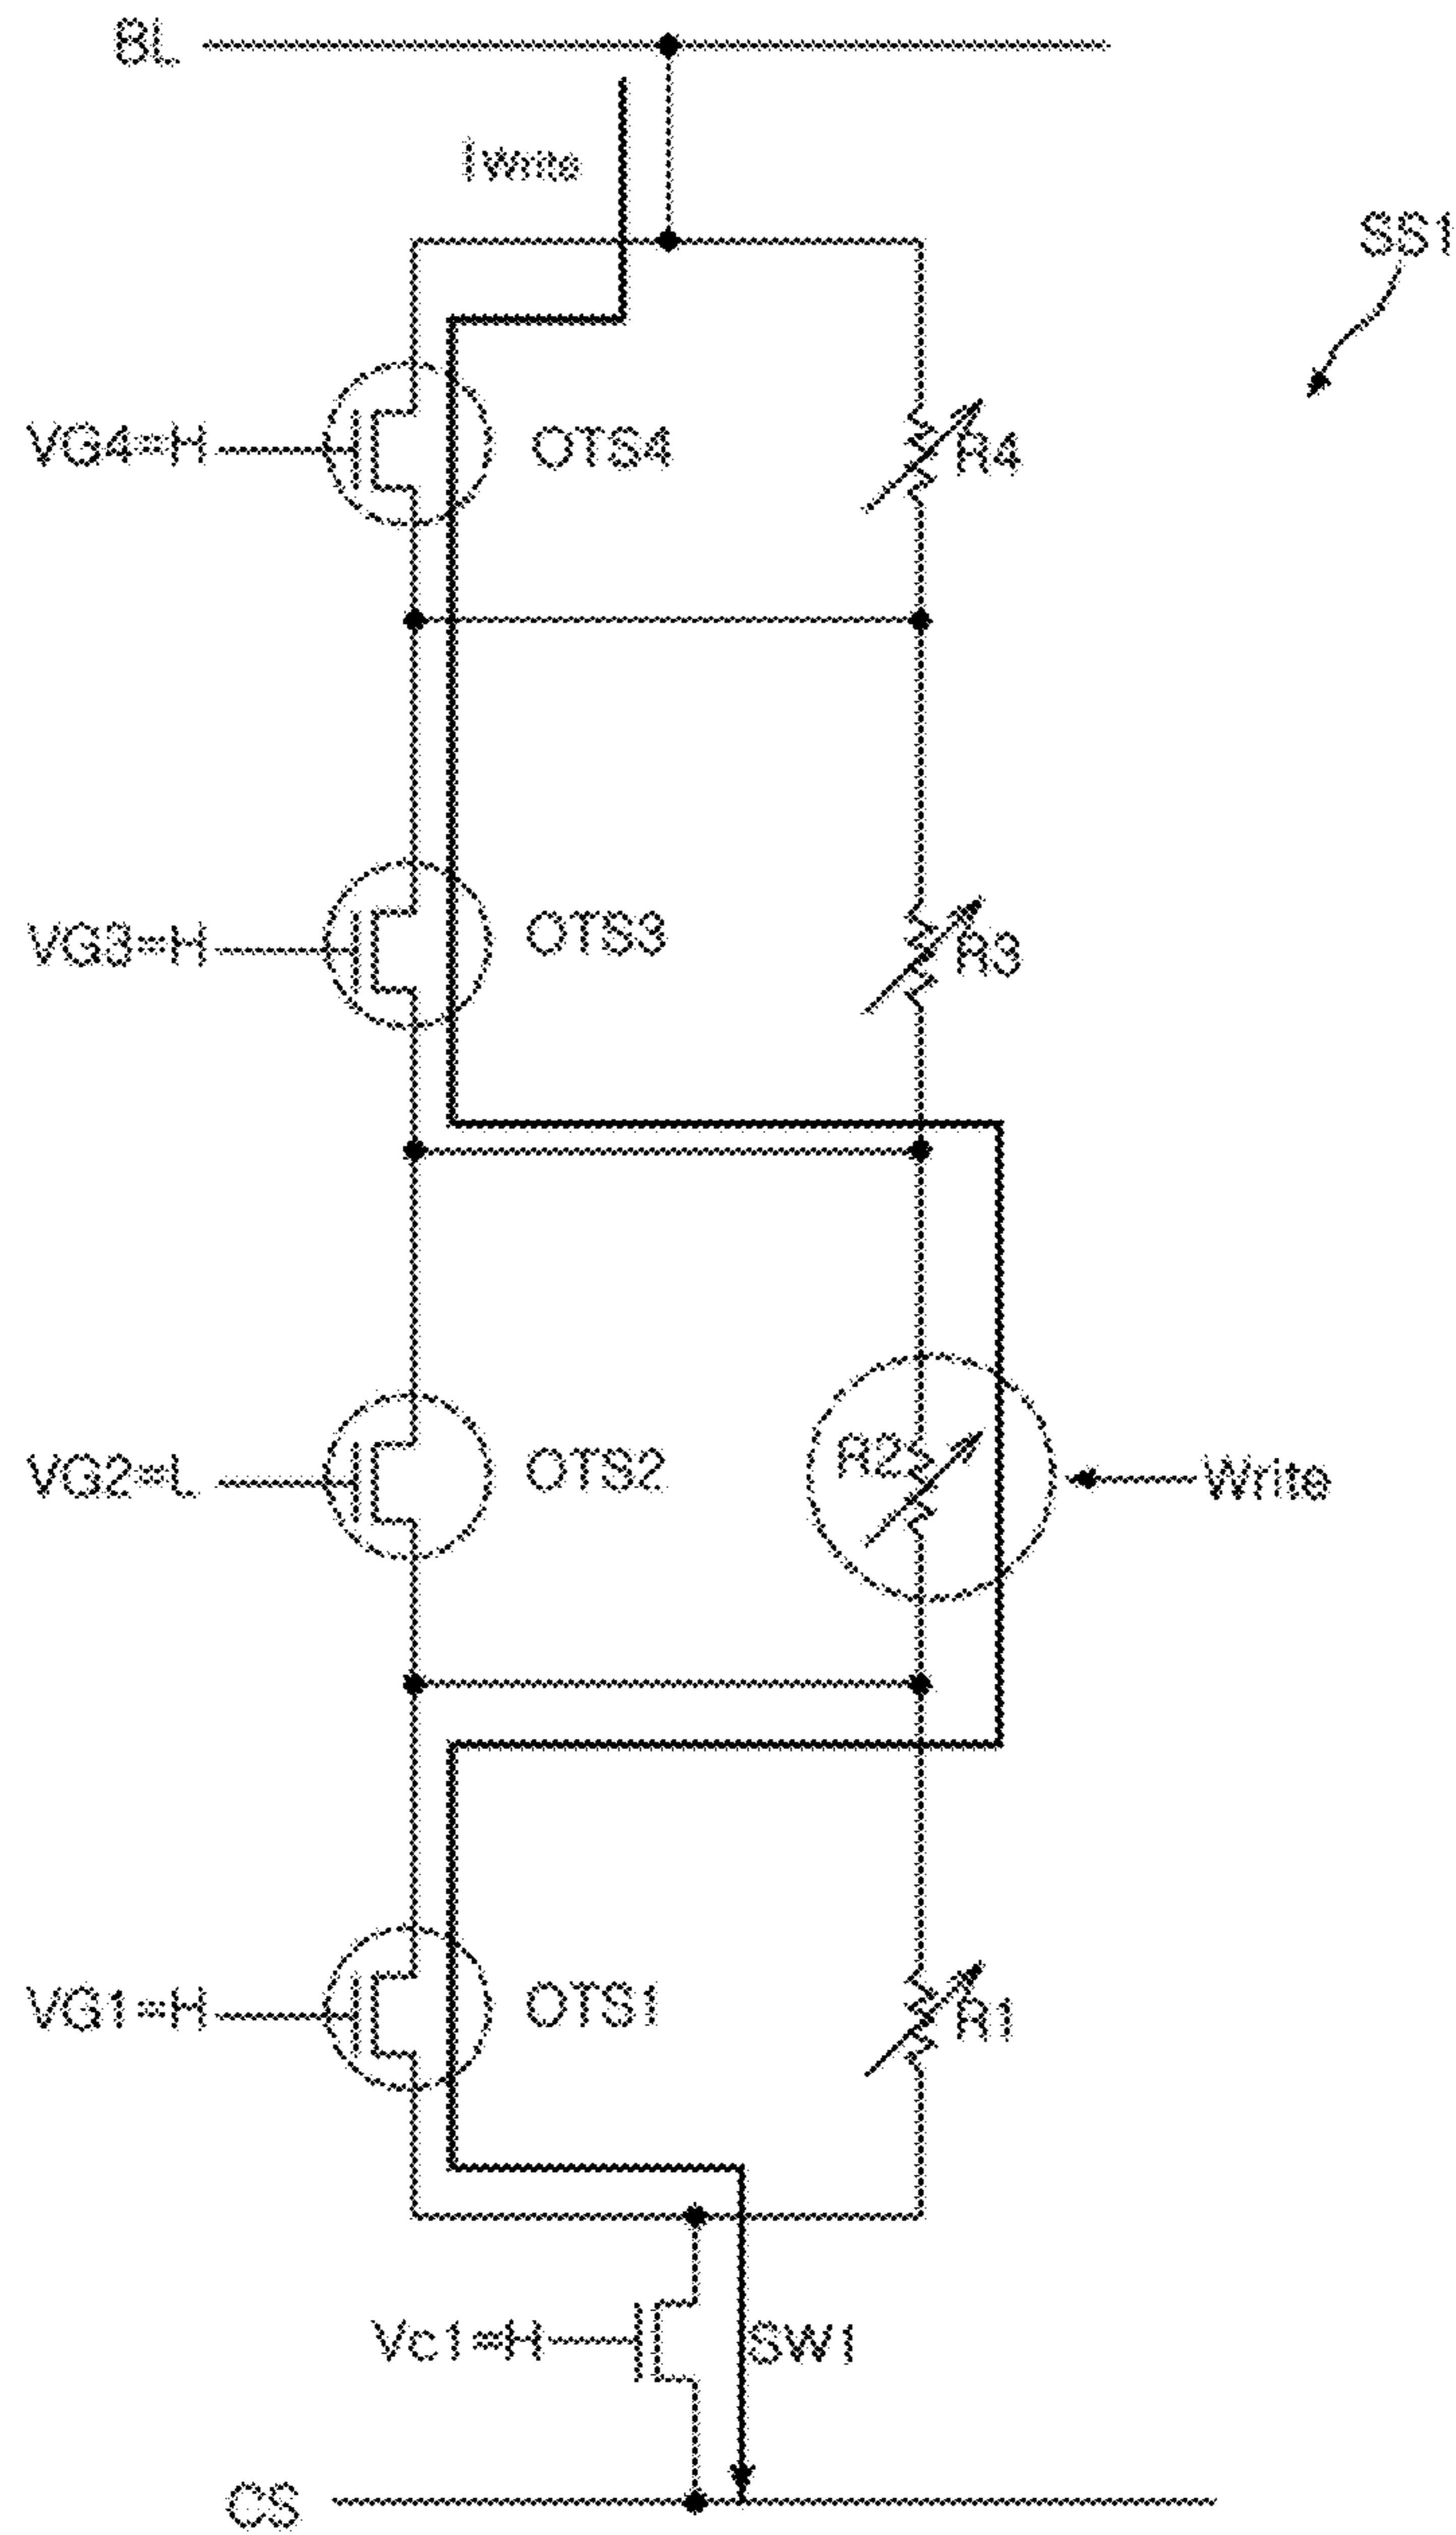 BL
Iwrite
SS1
VG4=H
OTS4
R4
VG3=H
OTS3
R3
VG2=L
OTS2
R2
Write
VG1=H
OTS1
R1
Vc1=H
SW1
CS